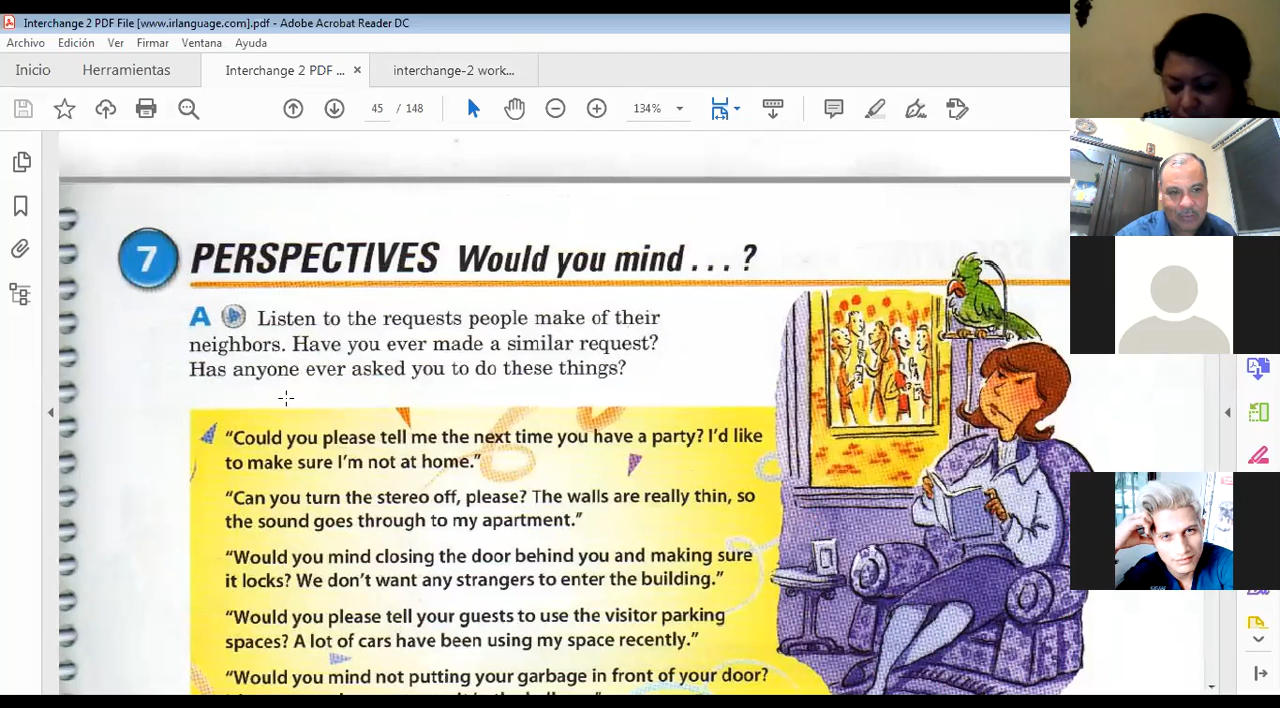 Interchange 2 PDF File [www.irlanguage.com].pdf - Adobe Acrobat Reader DC
Archivo Edición Ver Firmar Ventana Ayuda
Inicio Herramientas Interchange 2 PDF ... × interchange-2 work...
45 / 148 134%
7 PERSPECTIVES Would you mind . . . ?
A Listen to the requests people make of their
neighbors. Have you ever made a similar request?
Has anyone ever asked you to do these things?
“Could you please tell me the next time you have a party? I’d like
to make sure I’m not at home.”
“Can you turn the stereo off, please? The walls are really thin, so
the sound goes through to my apartment.”
“Would you mind closing the door behind you and making sure
it locks? We don’t want any strangers to enter the building.”
“Would you please tell your guests to use the visitor parking
spaces? A lot of cars have been using my space recently.”
“Would you mind not putting your garbage in front of your door?